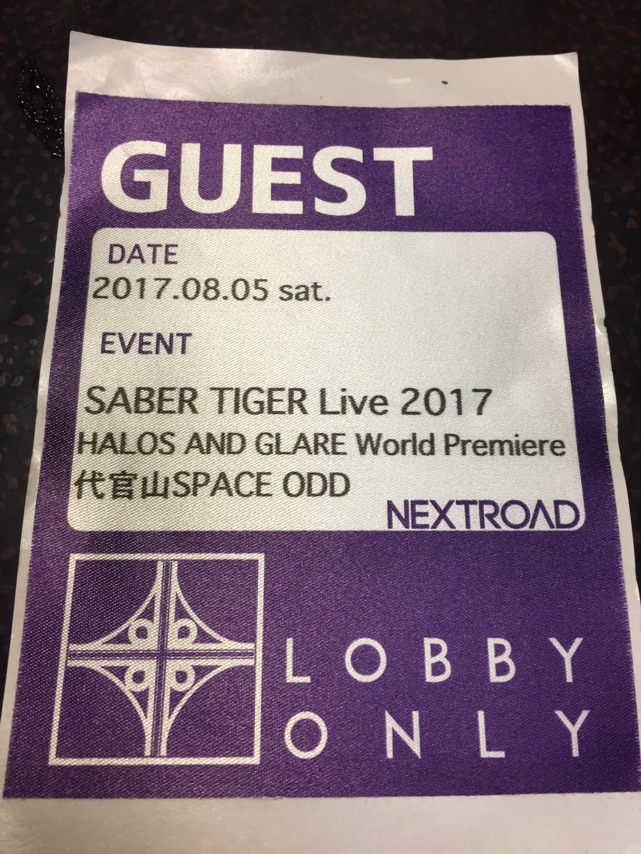 GUEST
DATE
2017.08.05 sat.
EVENT
SABER TIGER Live 2017
HALOS AND GLARE World Premiere
代官山SPACE ODD
NEXTROAD
LOBBY
ONLY